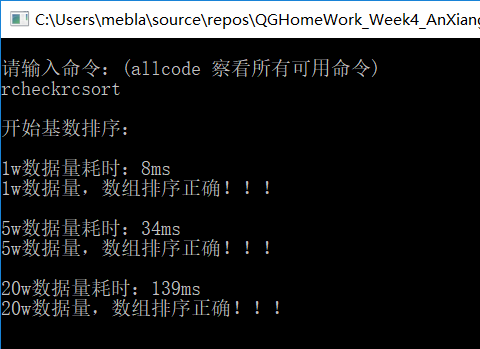 C:\Users\mebla\source\repos\QGHomeWork_Week4_AnXiang
请输入命令：(allcode 察看所有可用命令)
rcheckrcsort
开始基数排序：
1w数据量耗时：8ms
1w数据量，数组排序正确！！！
5w数据量耗时：34ms
5w数据量，数组排序正确！！！
20w数据量耗时：139ms
20w数据量，数组排序正确！！！